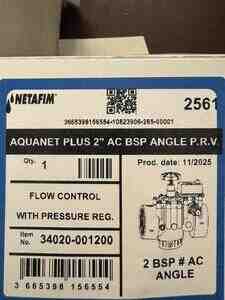 NETAFIM™
3665398156554-10823906-265-00001
2561
AQUANET PLUS 2" AC BSP ANGLE P.R.V.
Qty.
1
Prod. date: 11/2025
FLOW CONTROL
WITH PRESSURE REG.
Item No. 34020-001200
2 BSP # AC
ANGLE
3 665398 156554